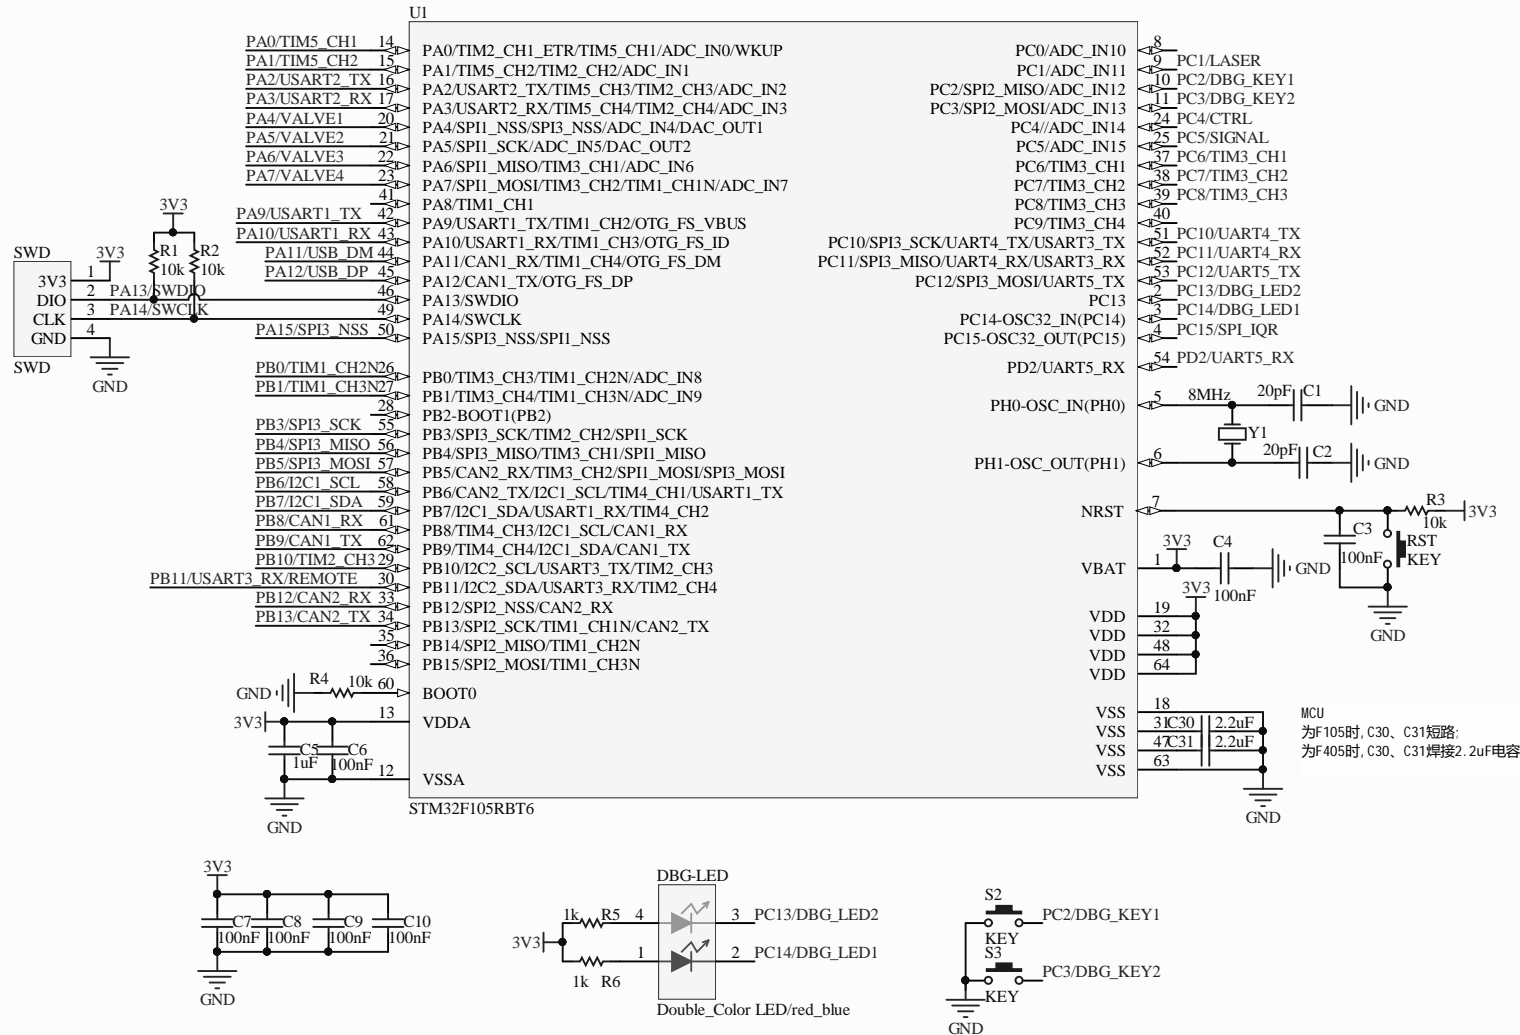 U1
PA0/TIM5_CH1 14 PA0/TIM2_CH1_ETR/TIM5_CH1/ADC_IN0/WKUP
PA1/TIM5_CH2 15 PA1/TIM5_CH2/TIM2_CH2/ADC_IN1
PA2/USART2_TX 16 PA2/USART2_TX/TIM5_CH3/TIM2_CH3/ADC_IN2
PA3/USART2_RX 17 PA3/USART2_RX/TIM5_CH4/TIM2_CH4/ADC_IN3
PA4/VALVE1 20 PA4/SPI1_NSS/SPI3_NSS/ADC_IN4/DAC_OUT1
PA5/VALVE2 21 PA5/SPI1_SCK/ADC_IN5/DAC_OUT2
PA6/VALVE3 22 PA6/SPI1_MISO/TIM3_CH1/ADC_IN6
PA7/VALVE4 23 PA7/SPI1_MOSI/TIM3_CH2/TIM1_CH1N/ADC_IN7
41 PA8/TIM1_CH1
PA9/USART1_TX 42 PA9/USART1_TX/TIM1_CH2/OTG_FS_VBUS
PA10/USART1_RX 43 PA10/USART1_RX/TIM1_CH3/OTG_FS_ID
PA11/USB_DM 44 PA11/CAN1_RX/TIM1_CH4/OTG_FS_DM
PA12/USB_DP 45 PA12/CAN1_TX/OTG_FS_DP
46 PA13/SWDIO
49 PA14/SWCLK
PA15/SPI3_NSS 50 PA15/SPI3_NSS/SPI1_NSS
PB0/TIM1_CH2N 26 PB0/TIM3_CH3/TIM1_CH2N/ADC_IN8
PB1/TIM1_CH3N 27 PB1/TIM3_CH4/TIM1_CH3N/ADC_IN9
28 PB2-BOOT1(PB2)
PB3/SPI3_SCK 55 PB3/SPI3_SCK/TIM2_CH2/SPI1_SCK
PB4/SPI3_MISO 56 PB4/SPI3_MISO/TIM3_CH1/SPI1_MISO
PB5/SPI3_MOSI 57 PB5/CAN2_RX/TIM3_CH2/SPI1_MOSI/SPI3_MOSI
PB6/I2C1_SCL 58 PB6/CAN2_TX/I2C1_SCL/TIM4_CH1/USART1_TX
PB7/I2C1_SDA 59 PB7/I2C1_SDA/USART1_RX/TIM4_CH2
PB8/CAN1_RX 61 PB8/TIM4_CH3/I2C1_SCL/CAN1_RX
PB9/CAN1_TX 62 PB9/TIM4_CH4/I2C1_SDA/CAN1_TX
PB10/TIM2_CH3 29 PB10/I2C2_SCL/USART3_TX/TIM2_CH3
PB11/USART3_RX/REMOTE 30 PB11/I2C2_SDA/USART3_RX/TIM2_CH4
PB12/CAN2_RX 33 PB12/SPI2_NSS/CAN2_RX
PB13/CAN2_TX 34 PB13/SPI2_SCK/TIM1_CH1N/CAN2_TX
35 PB14/SPI2_MISO/TIM1_CH2N
36 PB15/SPI2_MOSI/TIM1_CH3N
GND R4 10k 60 BOOT0
3V3 13 VDDA
C5 1uF
C6 100nF
12 VSSA
GND
STM32F105RBT6
3V3
R1 10k
R2 10k
SWD
3V3 1 3V3
DIO 2 PA13/SWDIO
CLK 3 PA14/SWCLK
GND 4
SWD
GND
PC0/ADC_IN10 8
PC1/ADC_IN11 9 PC1/LASER
PC2/SPI2_MISO/ADC_IN12 10 PC2/DBG_KEY1
PC3/SPI2_MOSI/ADC_IN13 11 PC3/DBG_KEY2
PC4//ADC_IN14 24 PC4/CTRL
PC5/ADC_IN15 25 PC5/SIGNAL
PC6/TIM3_CH1 37 PC6/TIM3_CH1
PC7/TIM3_CH2 38 PC7/TIM3_CH2
PC8/TIM3_CH3 39 PC8/TIM3_CH3
PC9/TIM3_CH4 40
PC10/SPI3_SCK/UART4_TX/USART3_TX 51 PC10/UART4_TX
PC11/SPI3_MISO/UART4_RX/USART3_RX 52 PC11/UART4_RX
PC12/SPI3_MOSI/UART5_TX 53 PC12/UART5_TX
PC13 2 PC13/DBG_LED2
PC14-OSC32_IN(PC14) 3 PC14/DBG_LED1
PC15-OSC32_OUT(PC15) 4 PC15/SPI_IQR
PD2/UART5_RX 54 PD2/UART5_RX
PH0-OSC_IN(PH0) 5 8MHz 20pF C1 GND
Y1
PH1-OSC_OUT(PH1) 6 20pF C2 GND
NRST 7 R3 10k 3V3
C3 100nF
RST KEY
GND
VBAT 1 3V3 C4 100nF GND
3V3
VDD 19
VDD 32
VDD 48
VDD 64
VSS 18
VSS 31 C30 2.2uF
VSS 47 C31 2.2uF
VSS 63
GND
MCU
为F105时,C30、C31短路;
为F405时,C30、C31焊接2.2uF电容
3V3
C7 C8 C9 C10
100nF 100nF 100nF 100nF
GND
DBG-LED
1k R5 4 3 PC13/DBG_LED2
3V3
1 2 PC14/DBG_LED1
1k R6
Double_Color LED/red_blue
S2
PC2/DBG_KEY1
KEY
S3
PC3/DBG_KEY2
KEY
GND